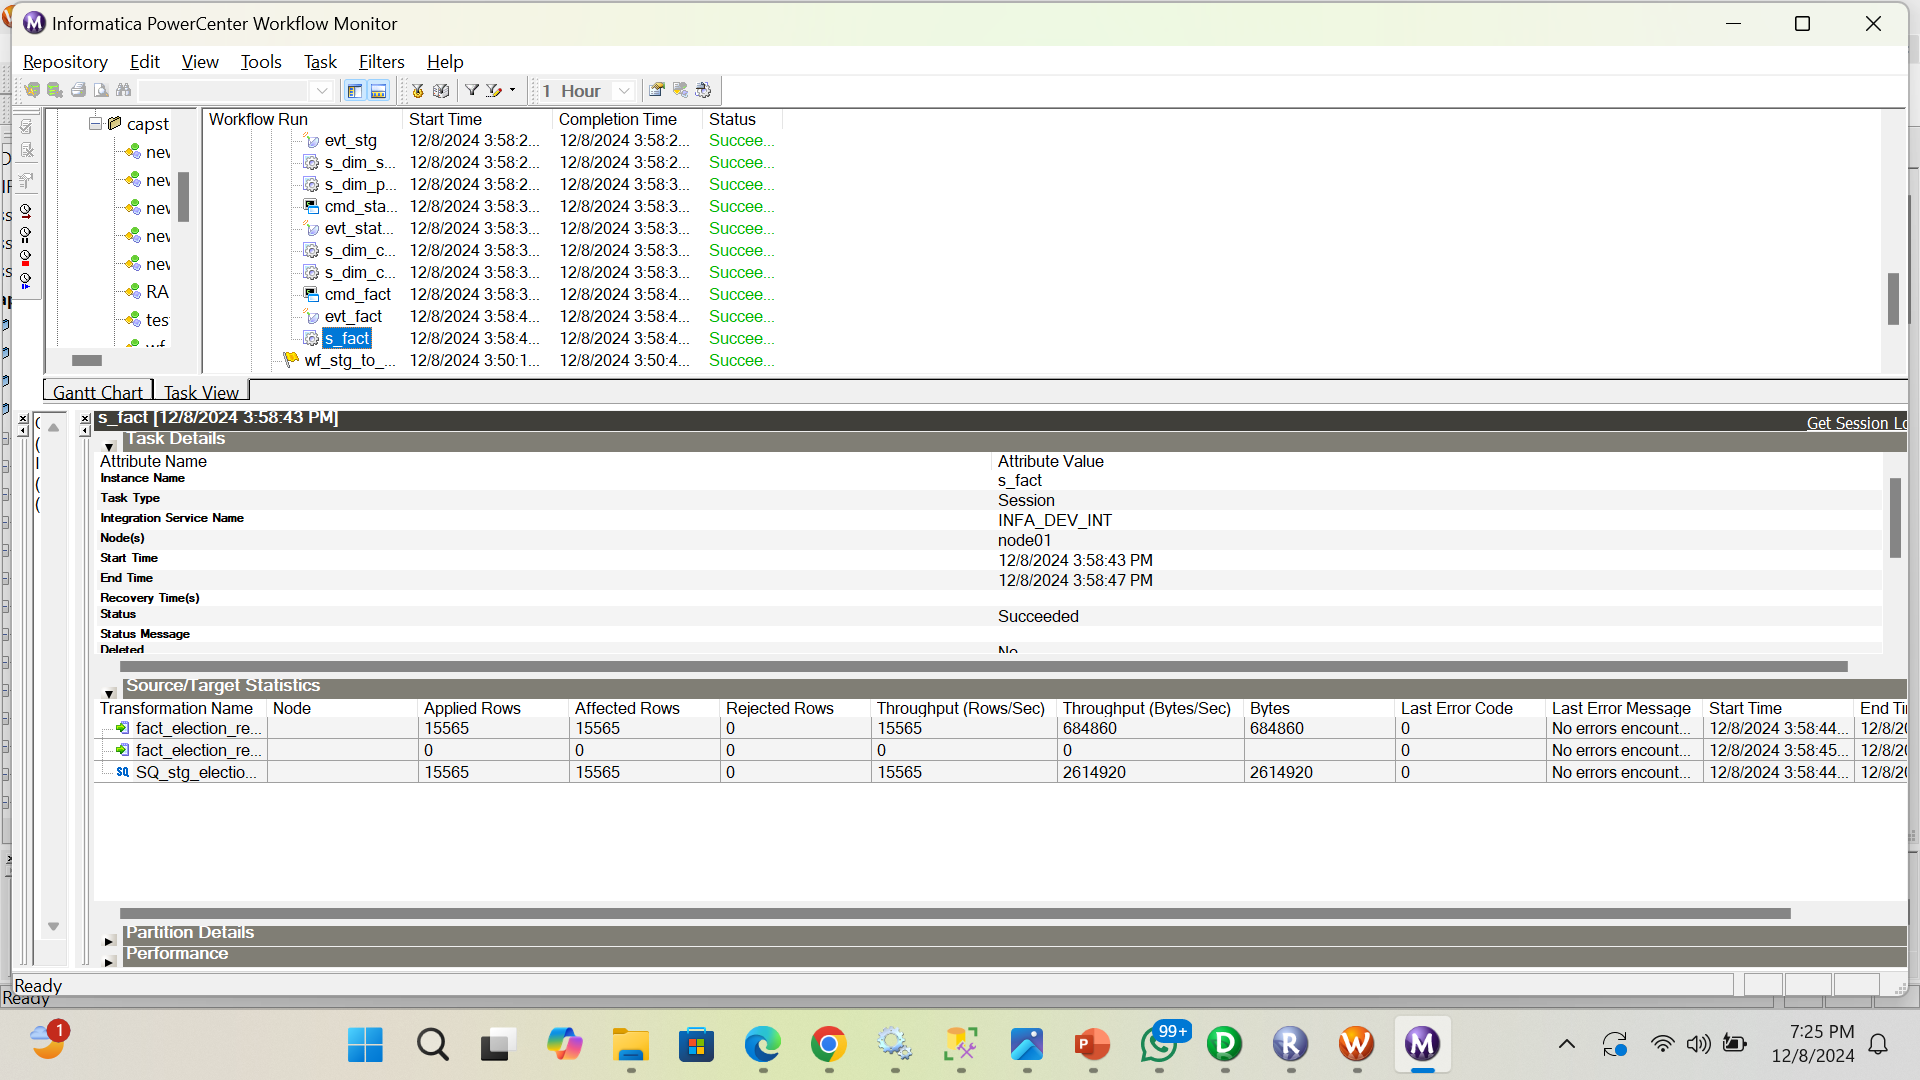 Informatica PowerCenter Workflow Monitor
Repository Edit View Tools Task Filters Help
1 Hour
capst
new
new
new
new
new
RA
tes
wf
Workflow Run Start Time Completion Time Status
evt_stg 12/8/2024 3:58:2... 12/8/2024 3:58:2... Succee...
s_dim_s... 12/8/2024 3:58:2... 12/8/2024 3:58:2... Succee...
s_dim_p... 12/8/2024 3:58:2... 12/8/2024 3:58:3... Succee...
cmd_sta... 12/8/2024 3:58:3... 12/8/2024 3:58:3... Succee...
evt_stat... 12/8/2024 3:58:3... 12/8/2024 3:58:3... Succee...
s_dim_c... 12/8/2024 3:58:3... 12/8/2024 3:58:3... Succee...
s_dim_c... 12/8/2024 3:58:3... 12/8/2024 3:58:3... Succee...
cmd_fact 12/8/2024 3:58:3... 12/8/2024 3:58:4... Succee...
evt_fact 12/8/2024 3:58:4... 12/8/2024 3:58:4... Succee...
s_fact 12/8/2024 3:58:4... 12/8/2024 3:58:4... Succee...
wf_stg_to_... 12/8/2024 3:50:1... 12/8/2024 3:50:4... Succee...
Gantt Chart Task View
s_fact [12/8/2024 3:58:43 PM] Get Session Lo
Task Details
Attribute Name Attribute Value
Instance Name s_fact
Task Type Session
Integration Service Name INFA_DEV_INT
Node(s) node01
Start Time 12/8/2024 3:58:43 PM
End Time 12/8/2024 3:58:47 PM
Recovery Time(s)
Status Succeeded
Status Message
Deleted No
Source/Target Statistics
Transformation Name Node Applied Rows Affected Rows Rejected Rows Throughput (Rows/Sec) Throughput (Bytes/Sec) Bytes Last Error Code Last Error Message Start Time End Ti
fact_election_re... 15565 15565 0 15565 684860 684860 0 No errors encount... 12/8/2024 3:58:44... 12/8/20
fact_election_re... 0 0 0 0 0 0 No errors encount... 12/8/2024 3:58:45... 12/8/20
SQ SQ_stg_electio... 15565 15565 0 15565 2614920 2614920 0 No errors encount... 12/8/2024 3:58:44... 12/8/20
Partition Details
Performance
Ready
Ready
1
99+
7:25 PM
12/8/2024